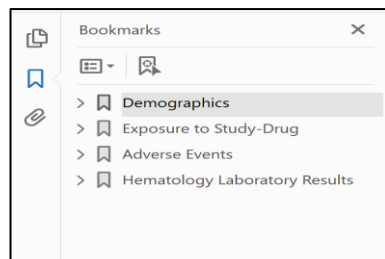 Bookmarks
Demographics
Exposure to Study-Drug
Adverse Events
Hematology Laboratory Results